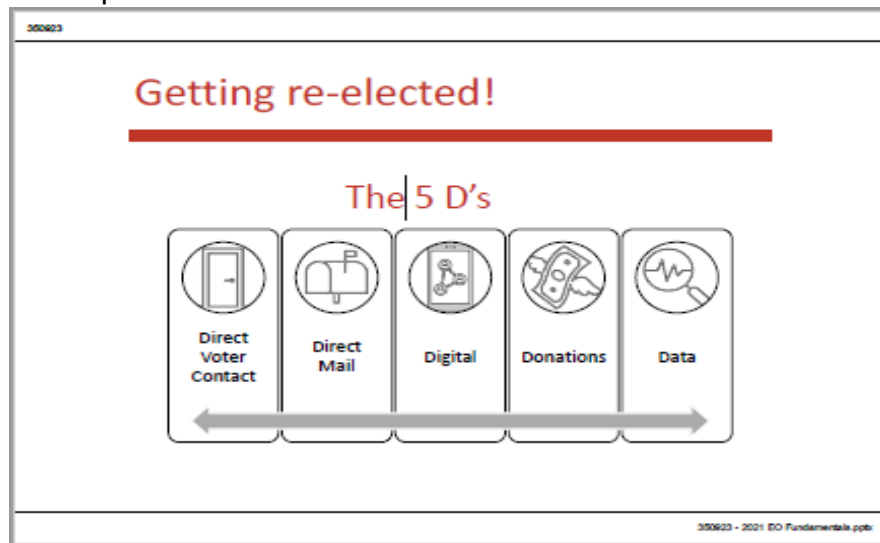 350923
Getting re-elected!
The 5 D's
Direct
Voter
Contact
Direct
Mail
Digital
Donations
Data
350923 - 2021 EO Fundamentals.pptx